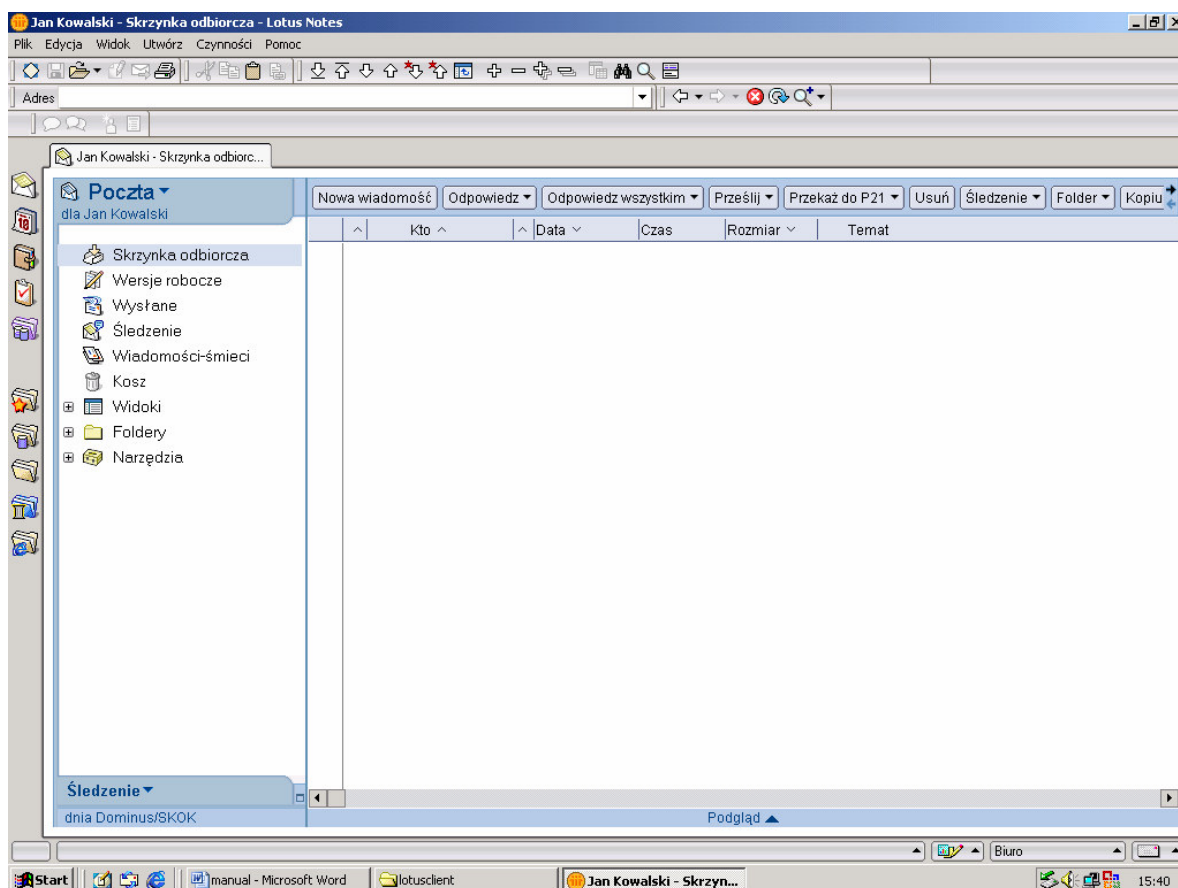 Jan Kowalski - Skrzynka odbiorcza - Lotus Notes
Plik Edycja Widok Utwórz Czynności Pomoc
Adres
Jan Kowalski - Skrzynka odbiorc...
Poczta
dla Jan Kowalski
Nowa wiadomość Odpowiedz Odpowiedz wszystkim Prześlij Przekaż do P21 Usuń Śledzenie Folder Kopiu
Kto Data Czas Rozmiar Temat
Skrzynka odbiorcza
Wersje robocze
Wysłane
Śledzenie
Wiadomości-śmieci
Kosz
Widoki
Foldery
Narzędzia
Śledzenie
dnia Dominus/SKOK
Podgląd
Biuro
Start manual - Microsoft Word lotusclient Jan Kowalski - Skrzyn... 15:40